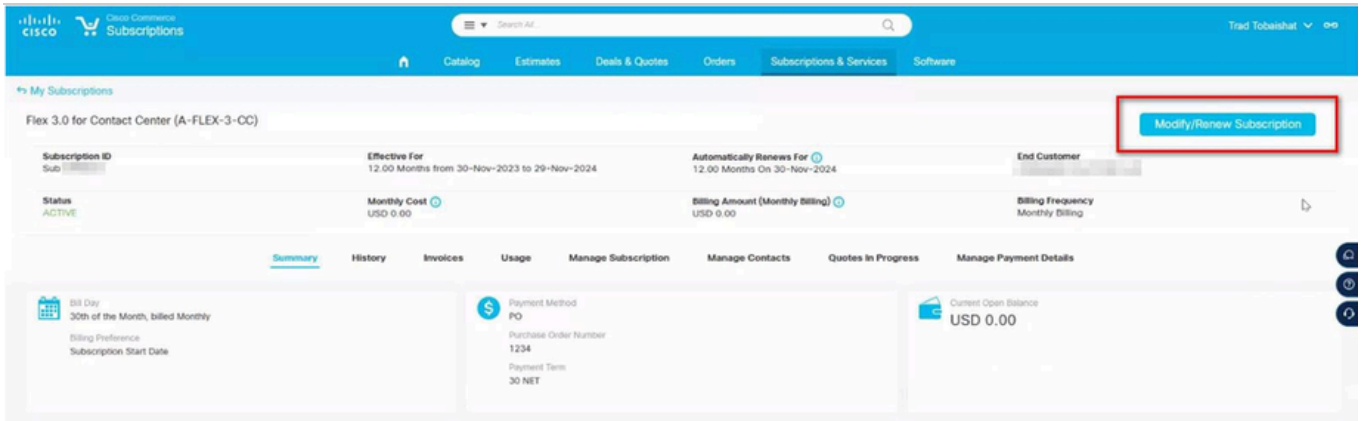 CISCO
Cisco Commerce
Subscriptions
Search All...
Trad Tobaishat
Catalog Estimates Deals & Quotes Orders Subscriptions & Services Software
My Subscriptions
Flex 3.0 for Contact Center (A-FLEX-3-CC)
Modify/Renew Subscription
Subscription ID Effective For Automatically Renews For End Customer
Sub 12.00 Months from 30-Nov-2023 to 29-Nov-2024 12.00 Months On 30-Nov-2024
Status Monthly Cost Billing Amount (Monthly Billing) Billing Frequency
ACTIVE USD 0.00 USD 0.00 Monthly Billing
Summary History Invoices Usage Manage Subscription Manage Contacts Quotes In Progress Manage Payment Details
Bill Day
30th of the Month, billed Monthly
Billing Preference
Subscription Start Date
Payment Method
PO
Purchase Order Number
1234
Payment Term
30 NET
Current Open Balance
USD 0.00